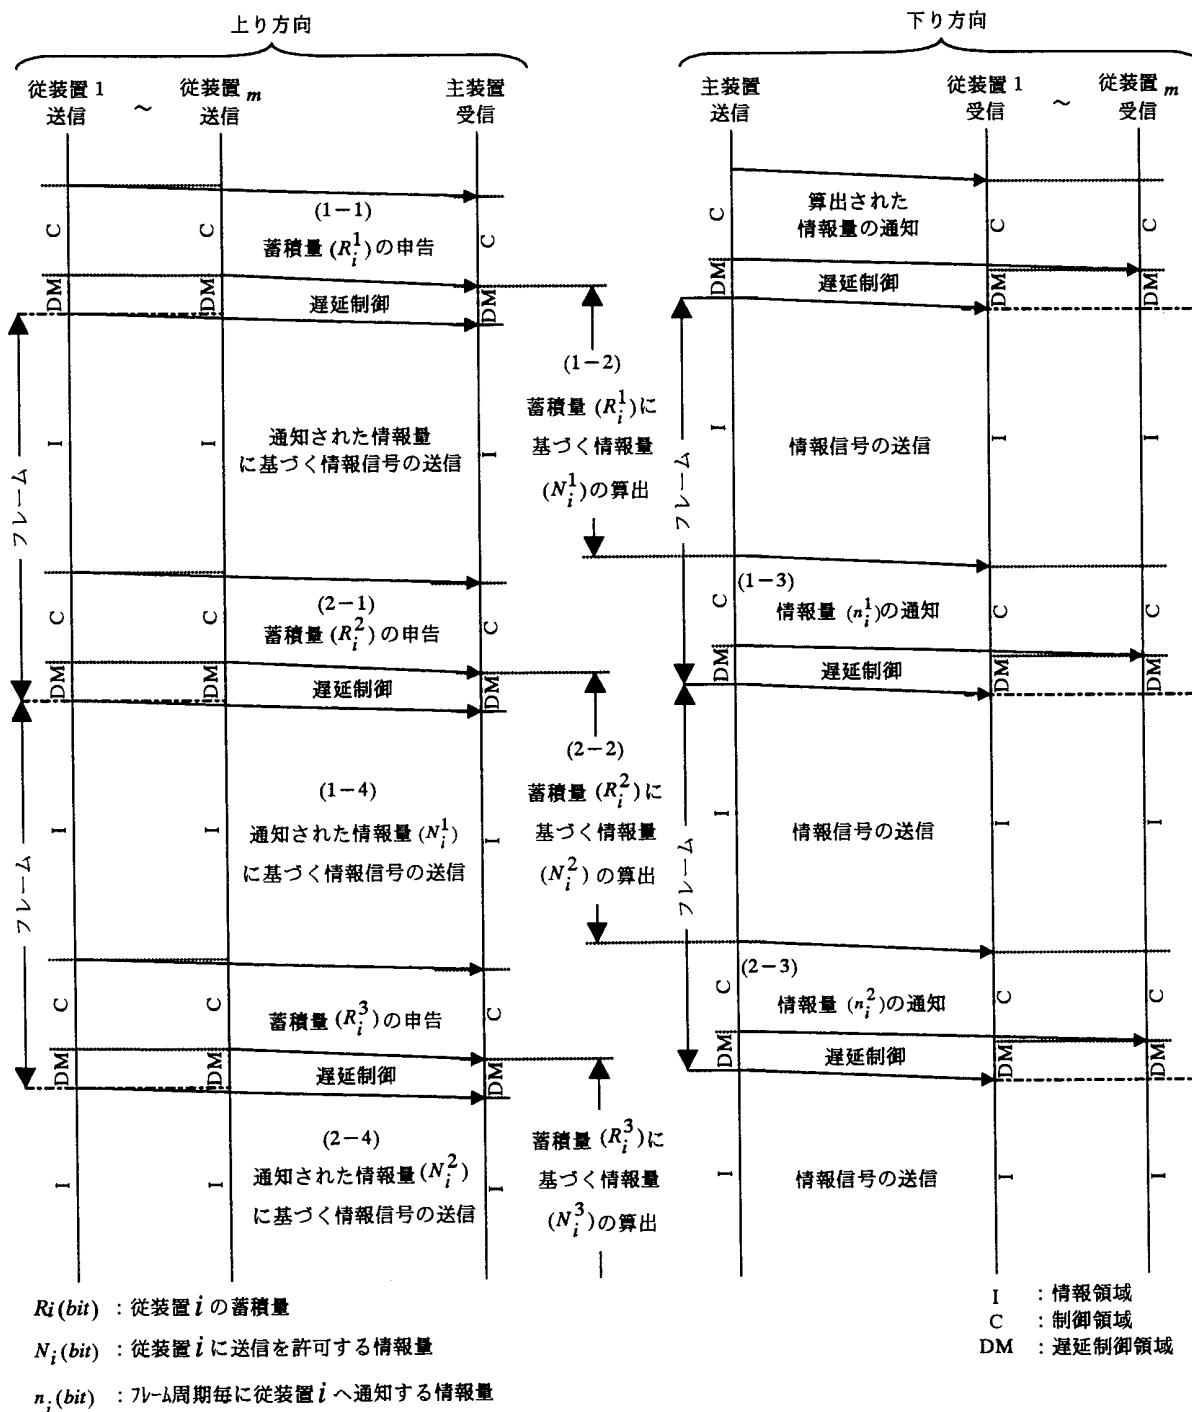 上り方向
従装置1 送信 ～ 従装置m 送信
主装置 受信
C
C
(1-1)
蓄積量(R_i^1)の申告
C
DM
DM
遅延制御
DM
フレーム
I
I
通知された情報量
に基づく情報信号の送信
I
C
C
(2-1)
蓄積量(R_i^2)の申告
C
DM
DM
遅延制御
DM
フレーム
I
I
(1-4)
通知された情報量(N_i^1)
に基づく情報信号の送信
I
C
C
蓄積量(R_i^3)の申告
C
DM
DM
遅延制御
DM
I
I
(2-4)
通知された情報量(N_i^2)
に基づく情報信号の送信
I
(1-2)
蓄積量(R_i^1)に
基づく情報量
(N_i^1)の算出
(2-2)
蓄積量(R_i^2)に
基づく情報量
(N_i^2)の算出
蓄積量(R_i^3)に
基づく情報量
(N_i^3)の算出
下り方向
主装置 送信
従装置1 受信 ～ 従装置m 受信
C
算出された
情報量の通知
C
C
DM
遅延制御
DM
DM
フレーム
I
情報信号の送信
I
I
C
(1-3)
情報量(n_i^1)の通知
C
C
DM
遅延制御
DM
DM
フレーム
I
情報信号の送信
I
I
C
(2-3)
情報量(n_i^2)の通知
C
C
DM
遅延制御
DM
DM
I
情報信号の送信
I
I
Ri(bit) ：従装置iの蓄積量
N_i(bit) ：従装置iに送信を許可する情報量
n_i(bit) ：フレーム周期毎に従装置iへ通知する情報量
I ：情報領域
C ：制御領域
DM ：遅延制御領域